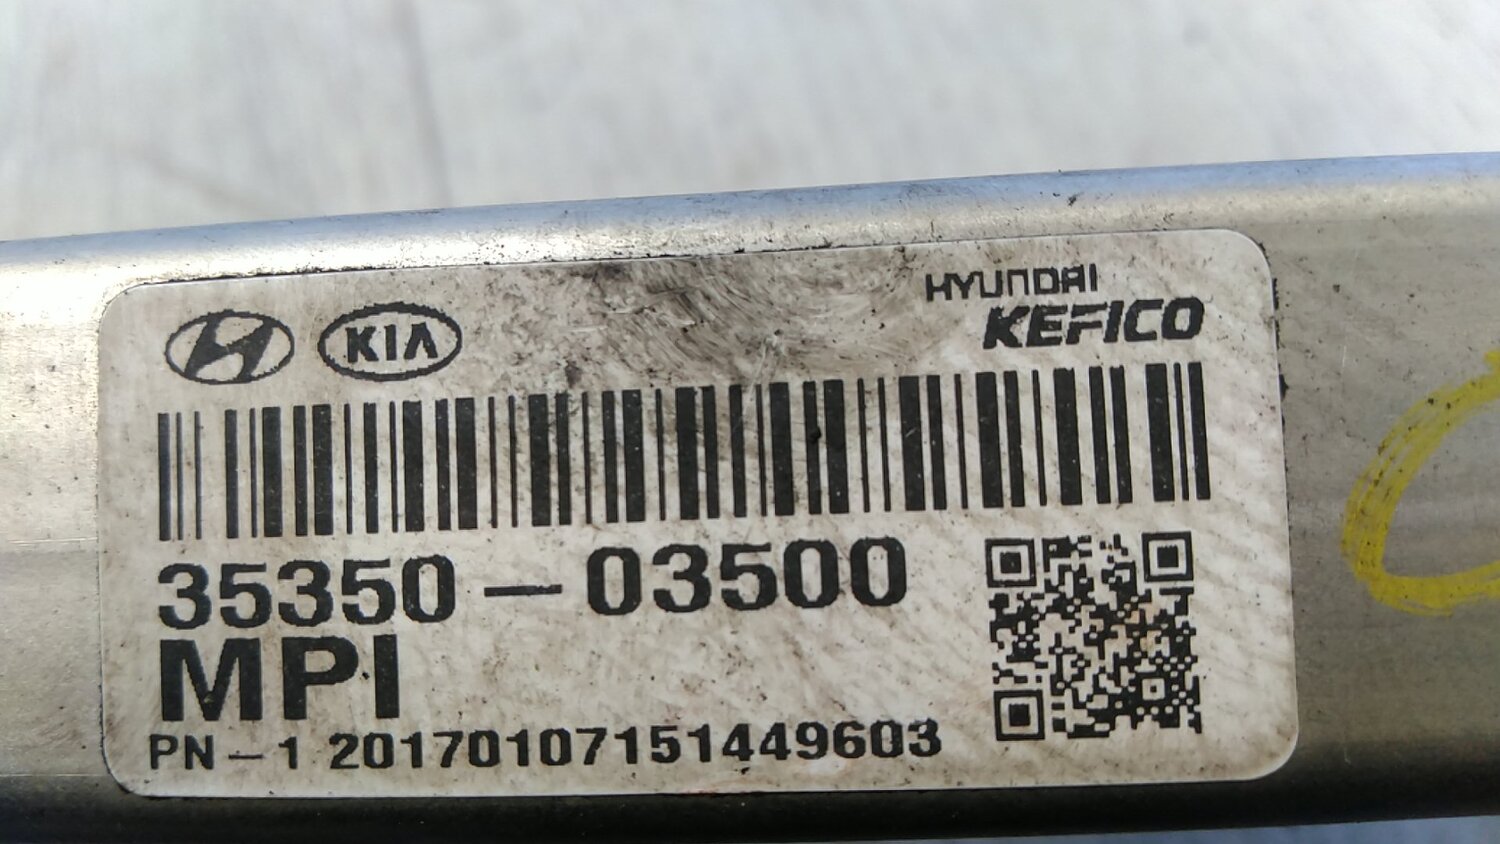 KIA
HYUNDAI
KEFICO
35350-03500
MPI
PN-1 20170107151449603